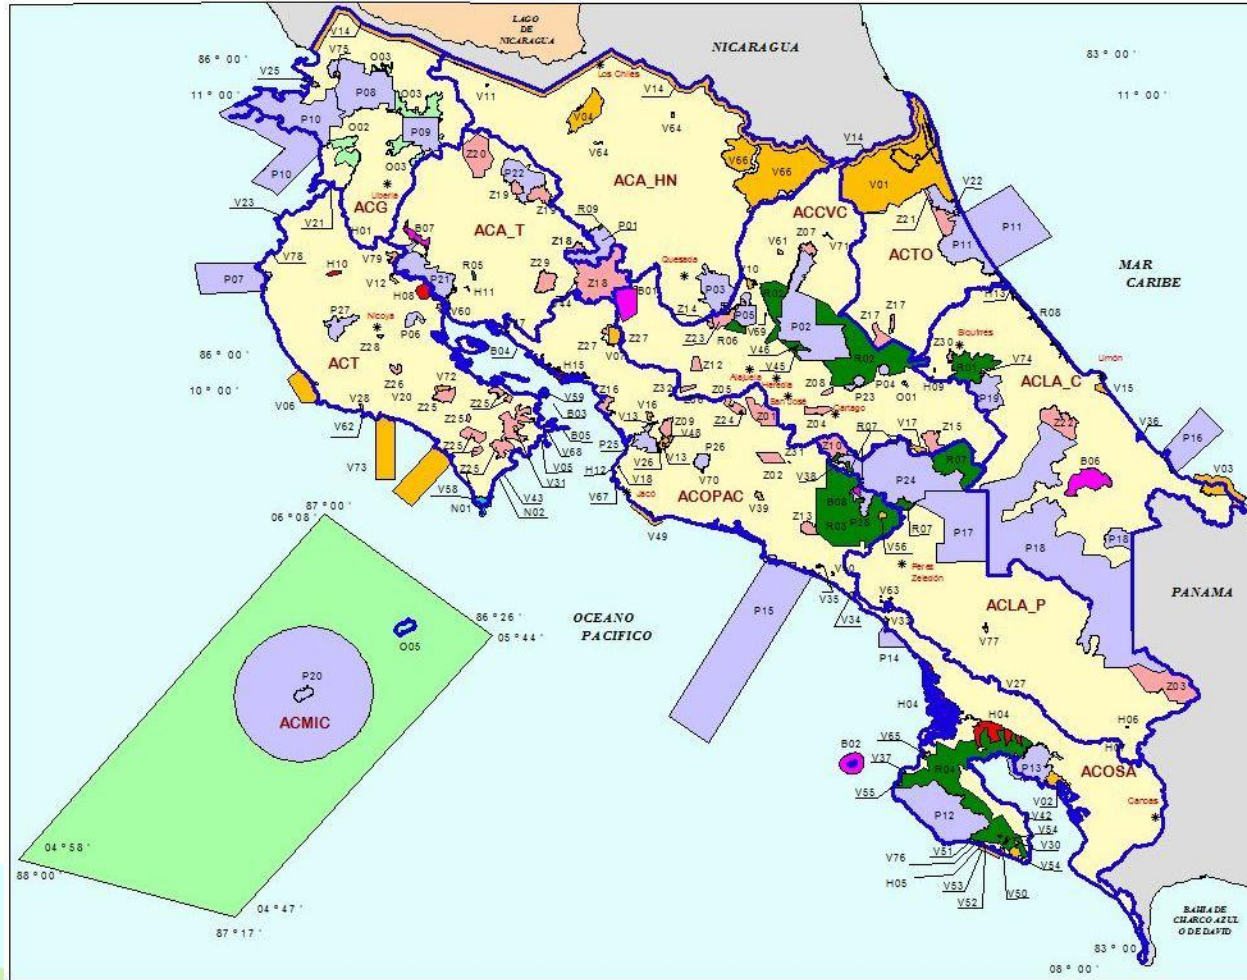 LAGO
DE
NICARAGUA
NICARAGUA
V14
V75
O03
86° 00'
83° 00'
V25
Los Chiles
11° 00'
11° 00'
P08
O03
V11
V14
V04
P10
V64
O02
P09
V14
V64
V66
V66
Z20
V01
P10
O03
P22
V22
Liberia
ACA_HN
Z19
Z19
Z21
V23
V21
ACG
ACCVC
P11
H01
R09
P01
P11
ACA_T
B07
Z07
V71
ACTO
V61
V79
Z18
Quesada
MAR
CARIBE
V78
H10
P07
V12
P21
R05
H11
Z29
Z18
B01
P03
V10
R02
H08
Z14
P05
H13
R08
P27
Nicoya
P06
V60
Z23
V69
P02
Z17
Z17
Z28
Z27
V07
Z27
R06
Siquirres
86° 00'
B04
V46
V45
R02
Z30
V74
Limón
ACT
H15
Z12
Alajuela
Heredia
Z08
P04
R01
ACLA_C
10° 00'
Z26
V72
Z32
Z05
San José
P23
O01
H09
V15
V06
V28
V20
Z25
Z25
V59
Z16
V16
Z24
Z01
Z04
Cartago
P19
V62
Z25
B03
V13
Z09
V48
R07
V17
Z15
Z22
V36
P16
Z25
B05
P25
P26
Z31
Z10
B06
V73
Z25
V68
V26
V13
Z02
V38
R07
V05
H12
V18
V70
P24
V03
V31
V58
V43
V67
Jacó
ACOPAC
B08
N01
N02
V39
R03
P28
R07
P17
87° 00'
V49
Z13
P18
06° 08'
V56
P18
Perez
Zeledón
P15
V35
V63
ACLA_P
PANAMA
86° 26'
OCEANO
PACIFICO
V34
V33
05° 44'
O05
V77
P14
P20
V27
Z03
ACMIC
H04
H04
H06
V65
B02
V37
R04
P13
ACOSA
V55
V02
P12
V42
Canoas
V54
04° 58'
V51
V30
V76
V54
88° 00'
H05
V53
V50
V52
04° 47'
BAHIA DE
CHARCO AZUL
O DE DAVID
87° 17'
83° 00'
08° 00'